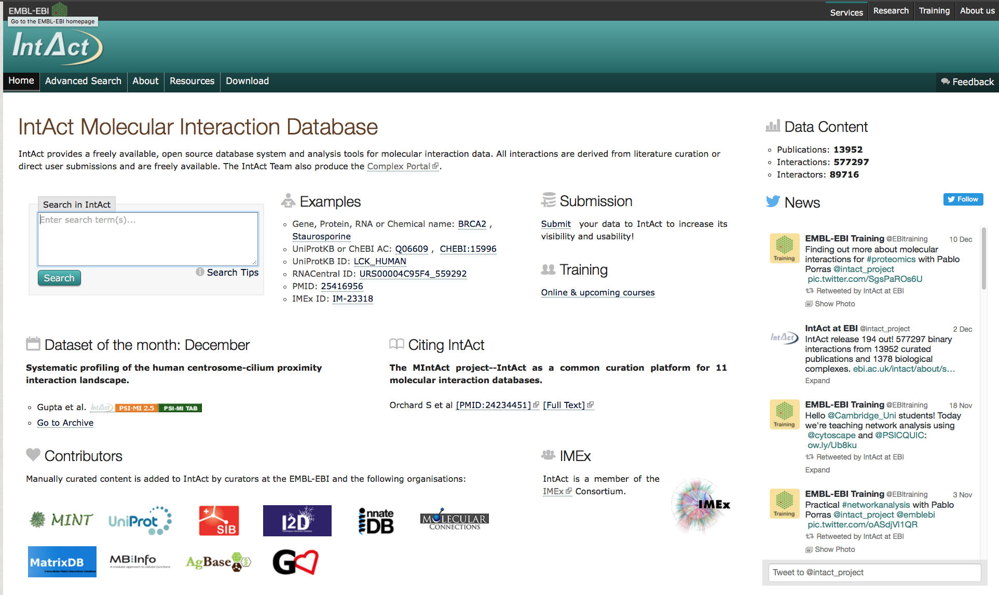 EMBL-EBI
Go to the EMBL-EBI homepage
Services
Research
Training
About us
IntAct
Home
Advanced Search
About
Resources
Download
Feedback
IntAct Molecular Interaction Database
IntAct provides a freely available, open source database system and analysis tools for molecular interaction data. All interactions are derived from literature curation or
direct user submissions and are freely available. The IntAct Team also produce the Complex Portal.
Search in IntAct
Enter search term(s)...
Search
Search Tips
Examples
Gene, Protein, RNA or Chemical name: BRCA2 ,
Staurosporine
UniProtKB or ChEBI AC: Q06609 , CHEBI:15996
UniProtKB ID: LCK_HUMAN
RNACentral ID: URS00004C95F4_559292
PMID: 25416956
IMEx ID: IM-23318
Submission
Submit your data to IntAct to increase its
visibility and usability!
Training
Online & upcoming courses
Dataset of the month: December
Systematic profiling of the human centrosome-cilium proximity
interaction landscape.
Gupta et al. IntAct PSI-MI 2.5 PSI-MI TAB
Go to Archive
Citing IntAct
The MIntAct project--IntAct as a common curation platform for 11
molecular interaction databases.
Orchard S et al [PMID:24234451] [Full Text]
Contributors
Manually curated content is added to IntAct by curators at the EMBL-EBI and the following organisations:
MINT
UniProt
SIB
I2D
InnateDB
MOLECULAR
CONNECTIONS
MatrixDB
MB:Info
A modular approach to cellular functions
AgBase
GO
IMEx
IntAct is a member of the
IMEx Consortium.
IMEx
Data Content
Publications: 13952
Interactions: 577297
Interactors: 89716
News
Follow
Training
EMBL-EBI Training @EBItraining 10 Dec
Finding out more about molecular
interactions for #proteomics with Pablo
Porras @intact_project
pic.twitter.com/SgsPaROs6U
Retweeted by IntAct at EBI
Show Photo
IntAct
IntAct at EBI @intact_project 2 Dec
IntAct release 194 out! 577297 binary
interactions from 13952 curated
publications and 1378 biological
complexes. ebi.ac.uk/intact/about/s…
Expand
Training
EMBL-EBI Training @EBItraining 18 Nov
Hello @Cambridge_Uni students! Today
we're teaching network analysis using
@cytoscape and @PSICQUIC:
ow.ly/Ub8ku
Retweeted by IntAct at EBI
Expand
Training
EMBL-EBI Training @EBItraining 3 Nov
Practical #networkanalysis with Pablo
Porras @intact_project @emblebi
pic.twitter.com/oASdjVl1QR
Retweeted by IntAct at EBI
Show Photo
Tweet to @intact_project